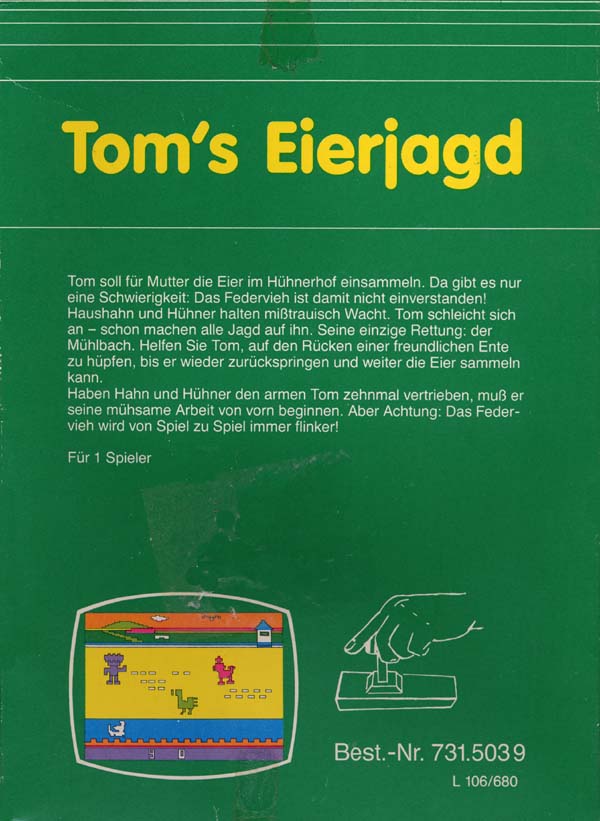 Tom's Eierjagd
Tom soll für Mutter die Eier im Hühnerhof einsammeln. Da gibt es nur
eine Schwierigkeit: Das Federvieh ist damit nicht einverstanden!
Haushahn und Hühner halten mißtrauisch Wacht. Tom schleicht sich
an – schon machen alle Jagd auf ihn. Seine einzige Rettung: der
Mühlbach. Helfen Sie Tom, auf den Rücken einer freundlichen Ente
zu hüpfen, bis er wieder zurückspringen und weiter die Eier sammeln
kann.
Haben Hahn und Hühner den armen Tom zehnmal vertrieben, muß er
seine mühsame Arbeit von vorn beginnen. Aber Achtung: Das Feder-
vieh wird von Spiel zu Spiel immer flinker!
Für 1 Spieler
Best.-Nr. 731.503 9
L 106/680